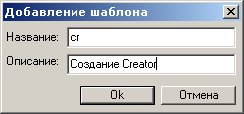 Добавление шаблона
Название: cr
Описание: Создание Creator
Ok Отмена